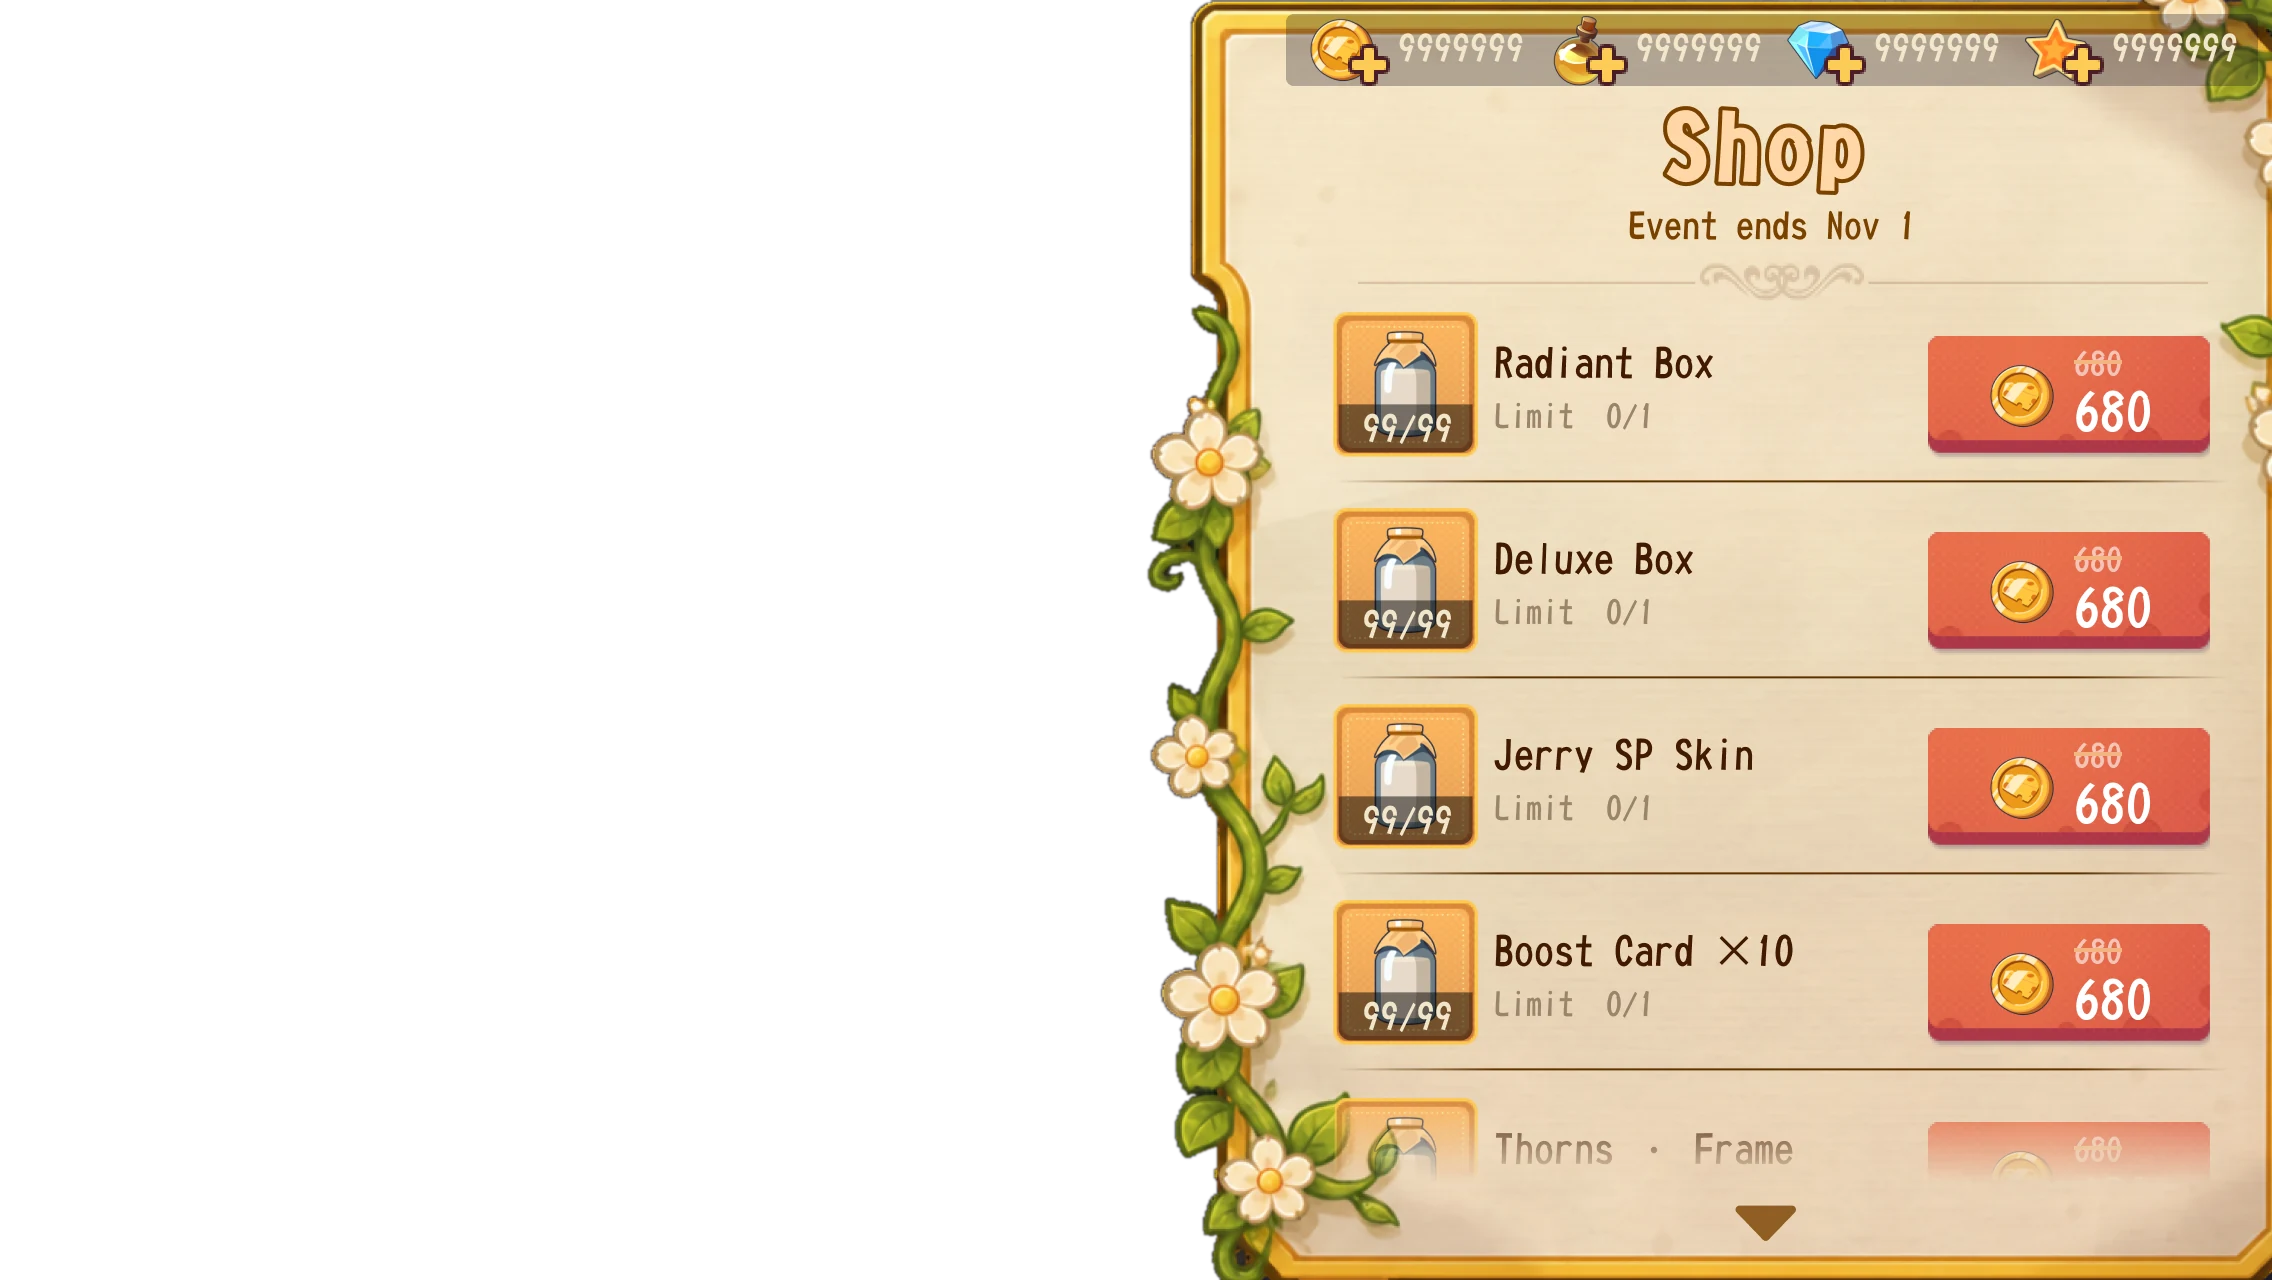 9999999 9999999 9999999 9999999
Shop
Event ends Nov 1
Radiant Box
Limit 0/1
99/99
680
680
Deluxe Box
Limit 0/1
99/99
680
680
Jerry SP Skin
Limit 0/1
99/99
680
680
Boost Card ×10
Limit 0/1
99/99
680
680
Thorns · Frame
680